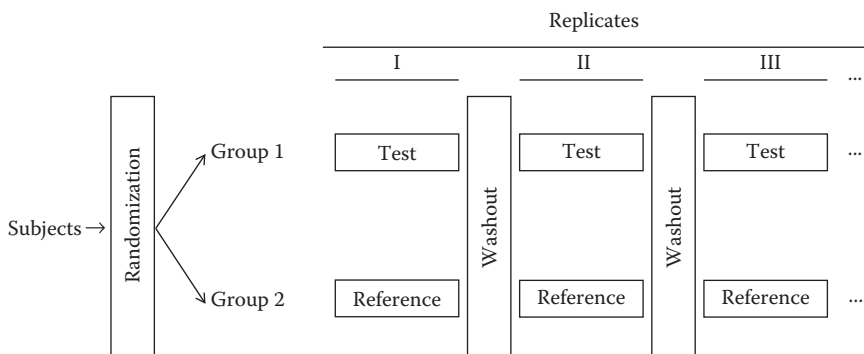 Replicates
I II III ...
Group 1 Test Test Test ...
Subjects Randomization Washout Washout
Group 2 Reference Reference Reference ...